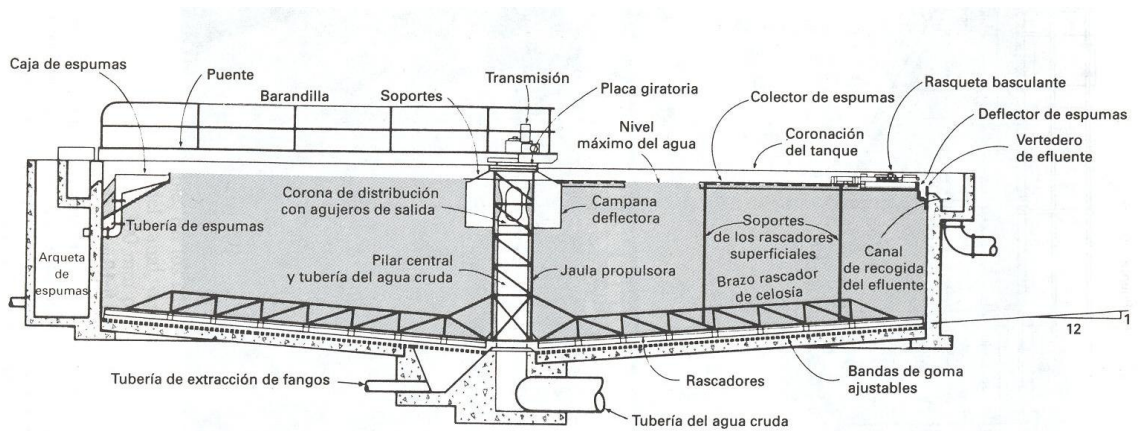 Caja de espumas
Puente
Barandilla
Soportes
Transmisión
Placa giratoria
Colector de espumas
Rasqueta basculante
Deflector de espumas
Nivel
máximo del agua
Coronación
del tanque
Vertedero
de efluente
Corona de distribución
con agujeros de salida
Campana
deflectora
Tubería de espumas
Soportes
de los rascadores
superficiales
Canal
de recogida
del efluente
Arqueta
de
espumas
Pilar central
y tubería del agua cruda
Jaula propulsora
Brazo rascador
de celosia
12
1
Tubería de extracción de fangos
Rascadores
Bandas de goma
ajustables
Tubería del agua cruda